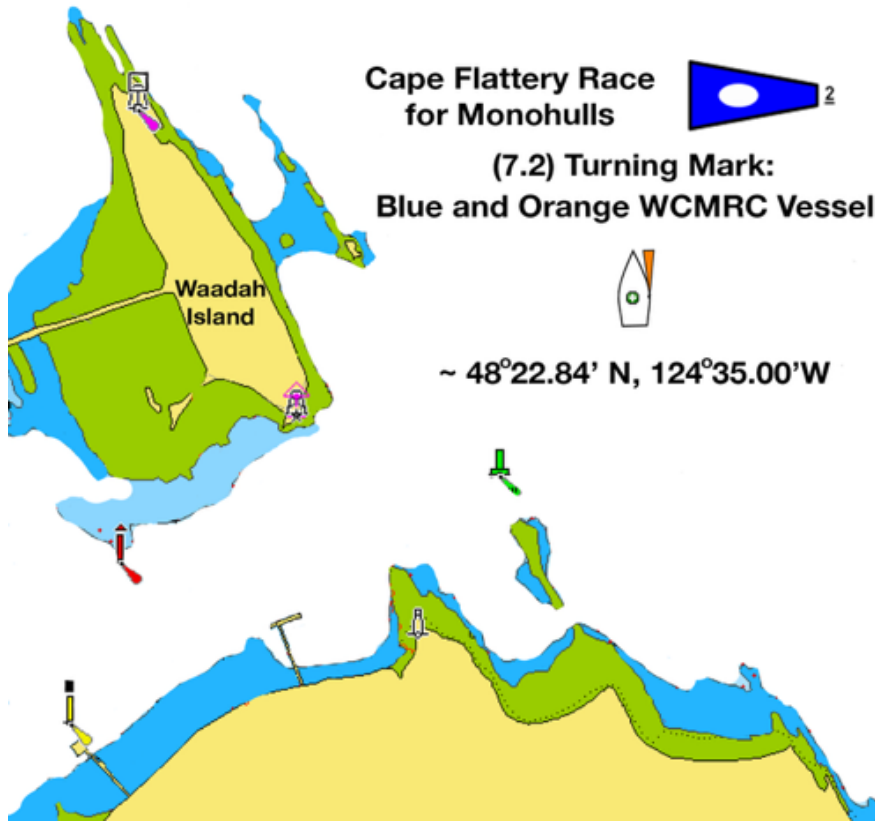 Cape Flattery Race
for Monohulls
2
(7.2) Turning Mark:
Blue and Orange WCMRC Vessel
Waadah
Island
~ 48°22.84' N, 124°35.00'W